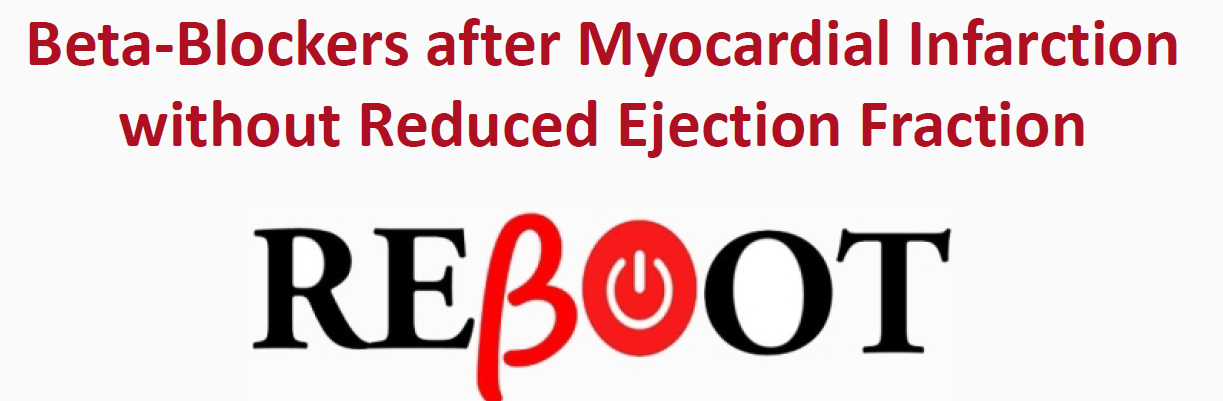 Beta-Blockers after Myocardial Infarction
without Reduced Ejection Fraction
REβOOT